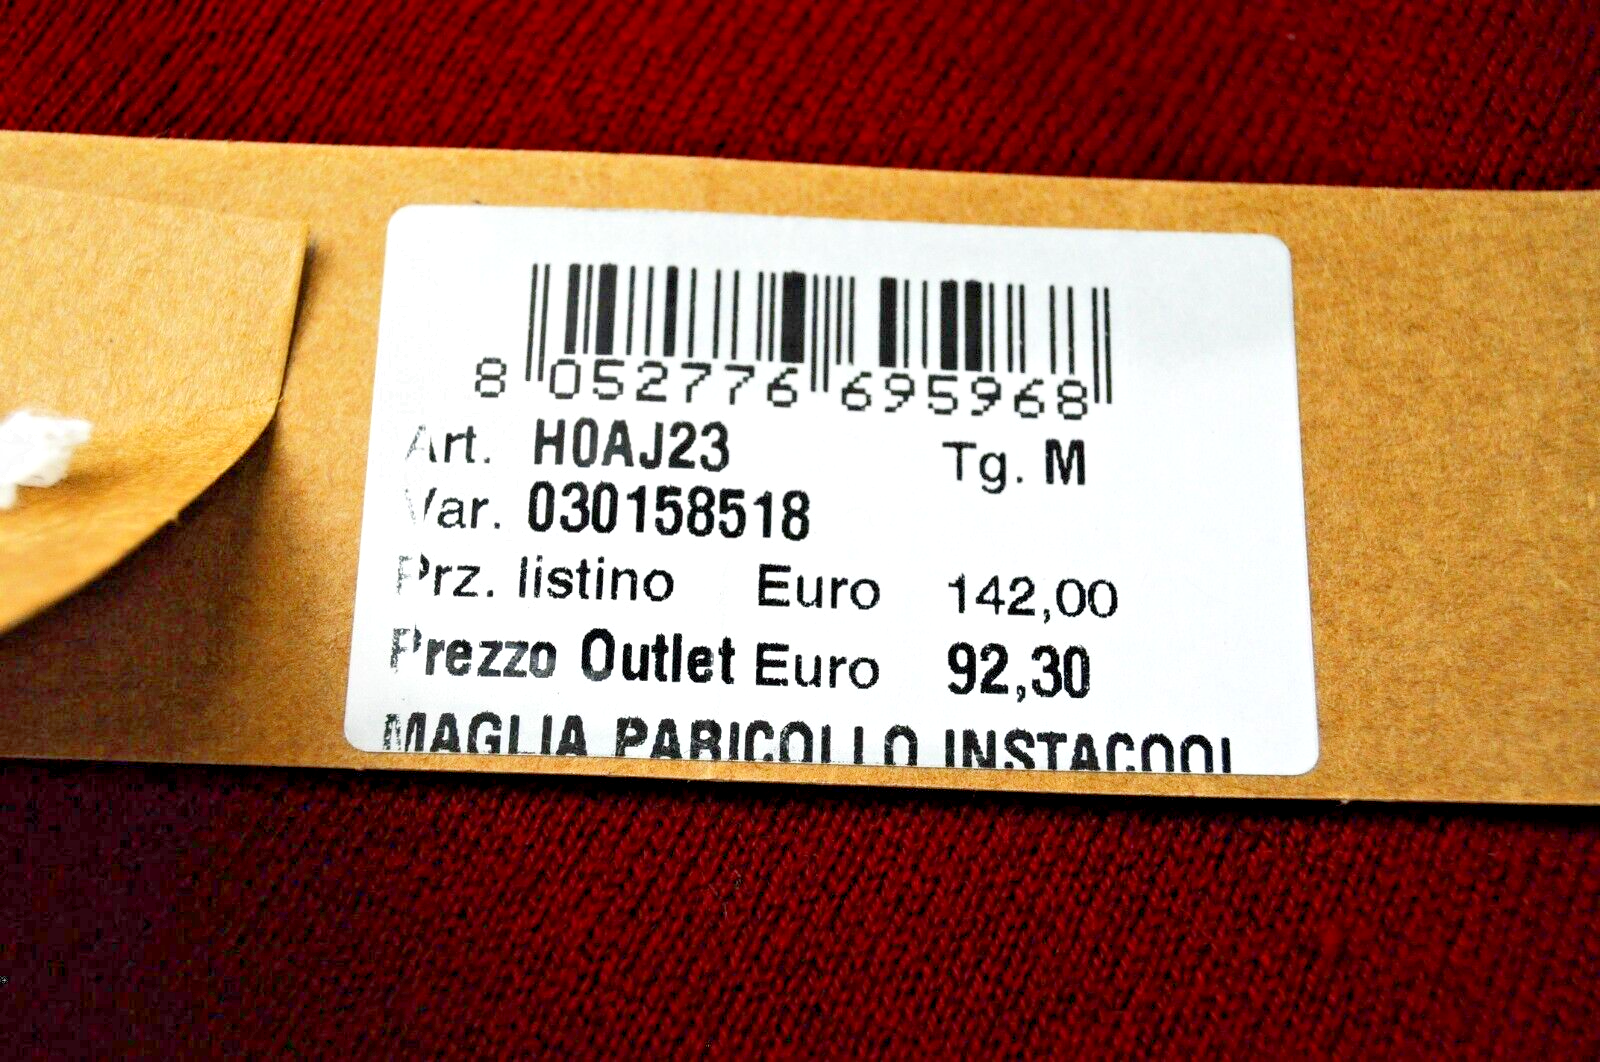 8 052776 695968
Art. H0AJ23 Tg. M
Var. 030158518
Prz. listino Euro 142,00
Prezzo Outlet Euro 92,30
MAGLIA PARICOLLO INSTACOOL